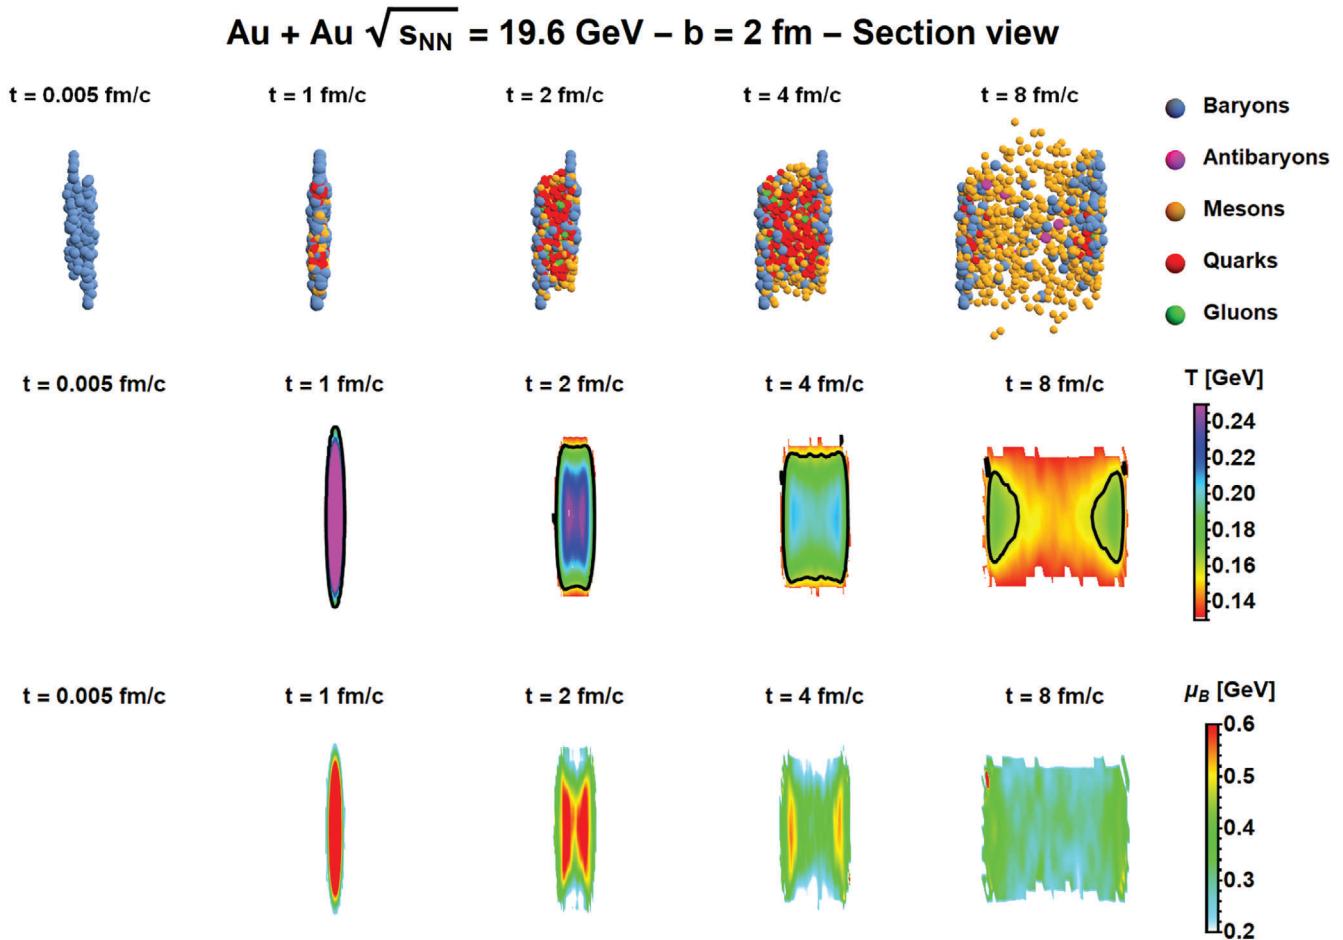 Au + Au √sNN = 19.6 GeV – b = 2 fm – Section view
t = 0.005 fm/c
t = 1 fm/c
t = 2 fm/c
t = 4 fm/c
t = 8 fm/c
Baryons
Antibaryons
Mesons
Quarks
Gluons
t = 0.005 fm/c
t = 1 fm/c
t = 2 fm/c
t = 4 fm/c
t = 8 fm/c
T [GeV]
0.24
0.22
0.20
0.18
0.16
0.14
t = 0.005 fm/c
t = 1 fm/c
t = 2 fm/c
t = 4 fm/c
t = 8 fm/c
μB [GeV]
0.6
0.5
0.4
0.3
0.2